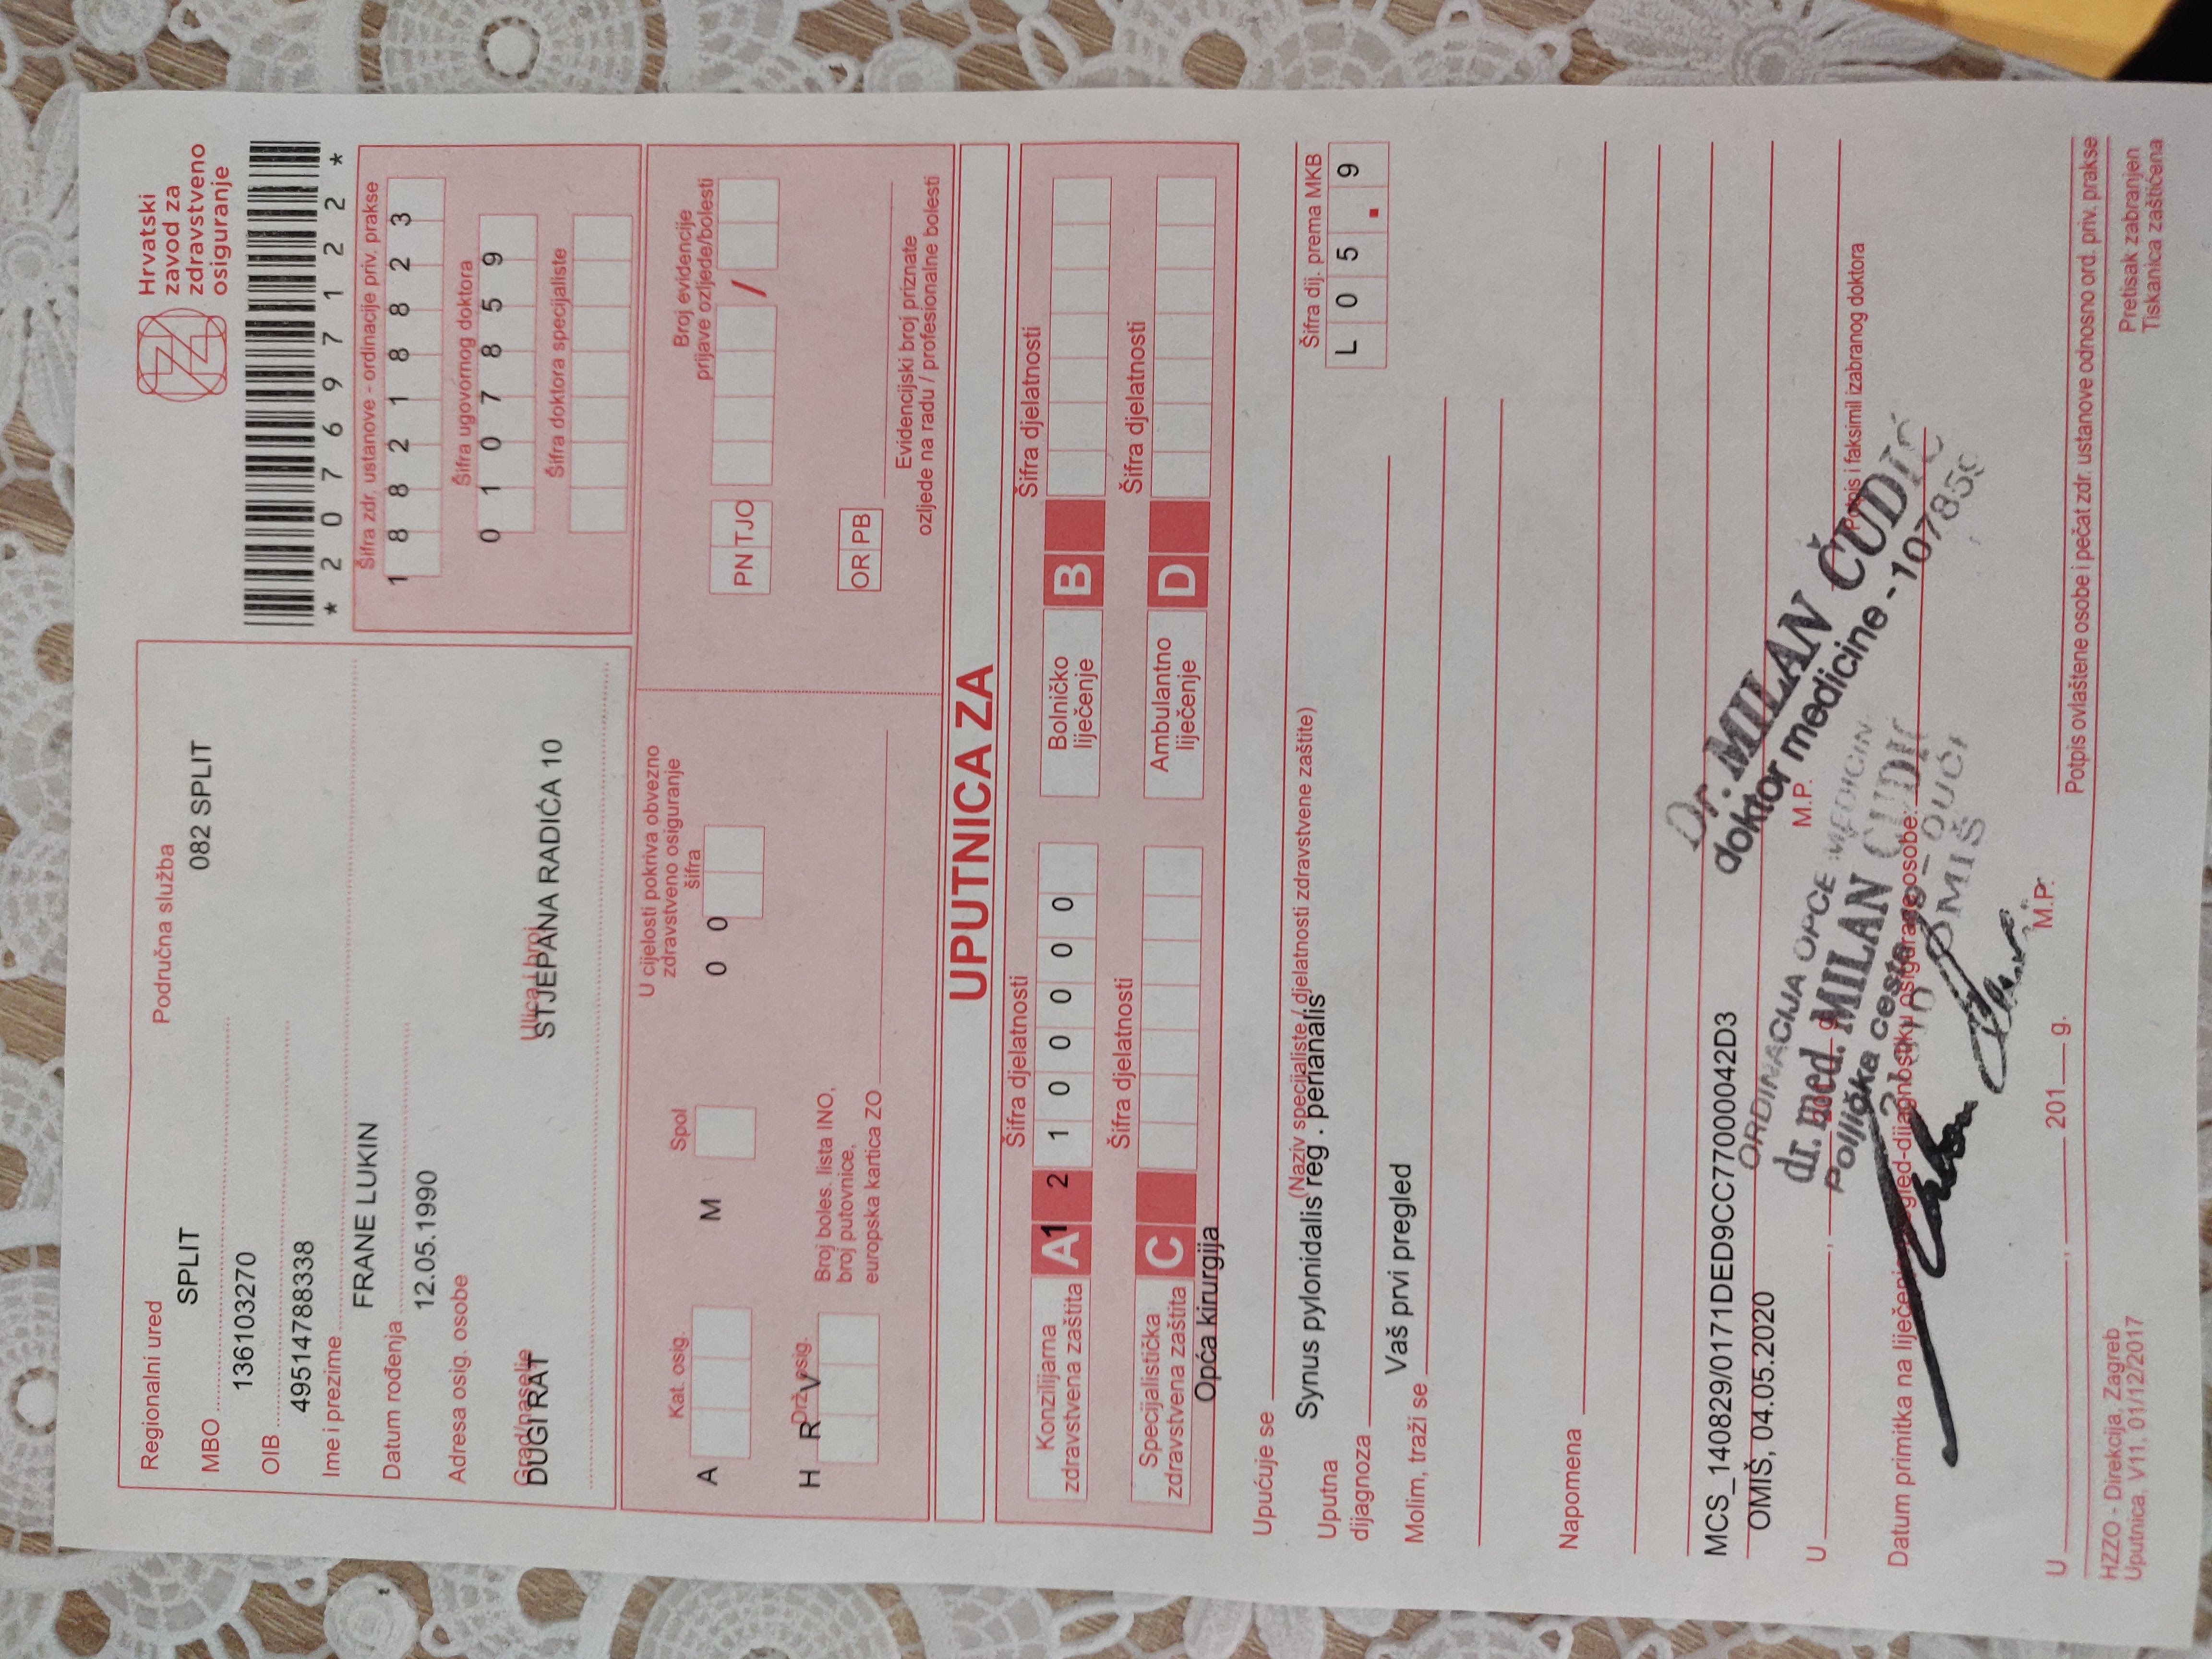 Regionalni ured
SPLIT
Područna služba
082 SPLIT
MBO
136103270
OIB
49514788338
Ime i prezime
FRANE LUKIN
Datum rođenja
12.05.1990
Adresa osig. osobe
Grad/naselje
DUGI RAT
Ulica i broj
STJEPANA RADIĆA 10
Hrvatski
zavod za
zdravstveno
osiguranje
* 2 0 7 6 9 7 1 2 2 *
Šifra zdr. ustanove - ordinacije priv. prakse
1 8 8 2 1 8 8 2 3
Šifra ugovornog doktora
0 1 0 7 8 5 9
Šifra doktora specijaliste
Kat. osig.
A
Spol
M
U cijelosti pokriva obvezno
zdravstveno osiguranje
šifra
0 0
Drž. osig.
H R V
Broj boles. lista INO,
broj putovnice,
europska kartica ZO
Broj evidencije
prijave ozljede/bolesti
PN TJO /
OR PB
Evidencijski broj priznate
ozljede na radu / profesionalne bolesti
UPUTNICA ZA
Šifra djelatnosti
Konzilijarna
zdravstvena zaštita
A 1 2 1 0 0 0 0 0
Šifra djelatnosti
Bolničko
liječenje
B
Šifra djelatnosti
Specijalistička
zdravstvena zaštita
C
Šifra djelatnosti
Ambulantno
liječenje
D
Opća kirurgija
Upućuje se
(Naziv specijaliste / djelatnosti zdravstvene zaštite)
Synus pylonidalis reg . perianalis
Uputna
dijagnoza
Šifra dij. prema MKB
L 0 5 . 9
Vaš prvi pregled
Molim, traži se
Napomena
MCS_140829/0171DED9CC77000042D3
OMIŠ, 04.05.2020
U , 201 g.
M.P.
Potpis i faksimil izabranog doktora
Dr. MILAN ČUDIĆ
doktor medicine - 107859
ORDINACIJA OPĆE MEDICIN
dr. med. MILAN ČUDIĆ
Poljička cesta
21310 OMIŠ
Datum primitka na liječenje-pregled-dijagnostiku osigurane osobe:
U , 201 g.
M.P.
Potpis ovlaštene osobe i pečat zdr. ustanove odnosno ord. priv. prakse
HZZO - Direkcija, Zagreb
Uputnica, V11, 01/12/2017
Pretisak zabranjen
Tiskanica zaštićena